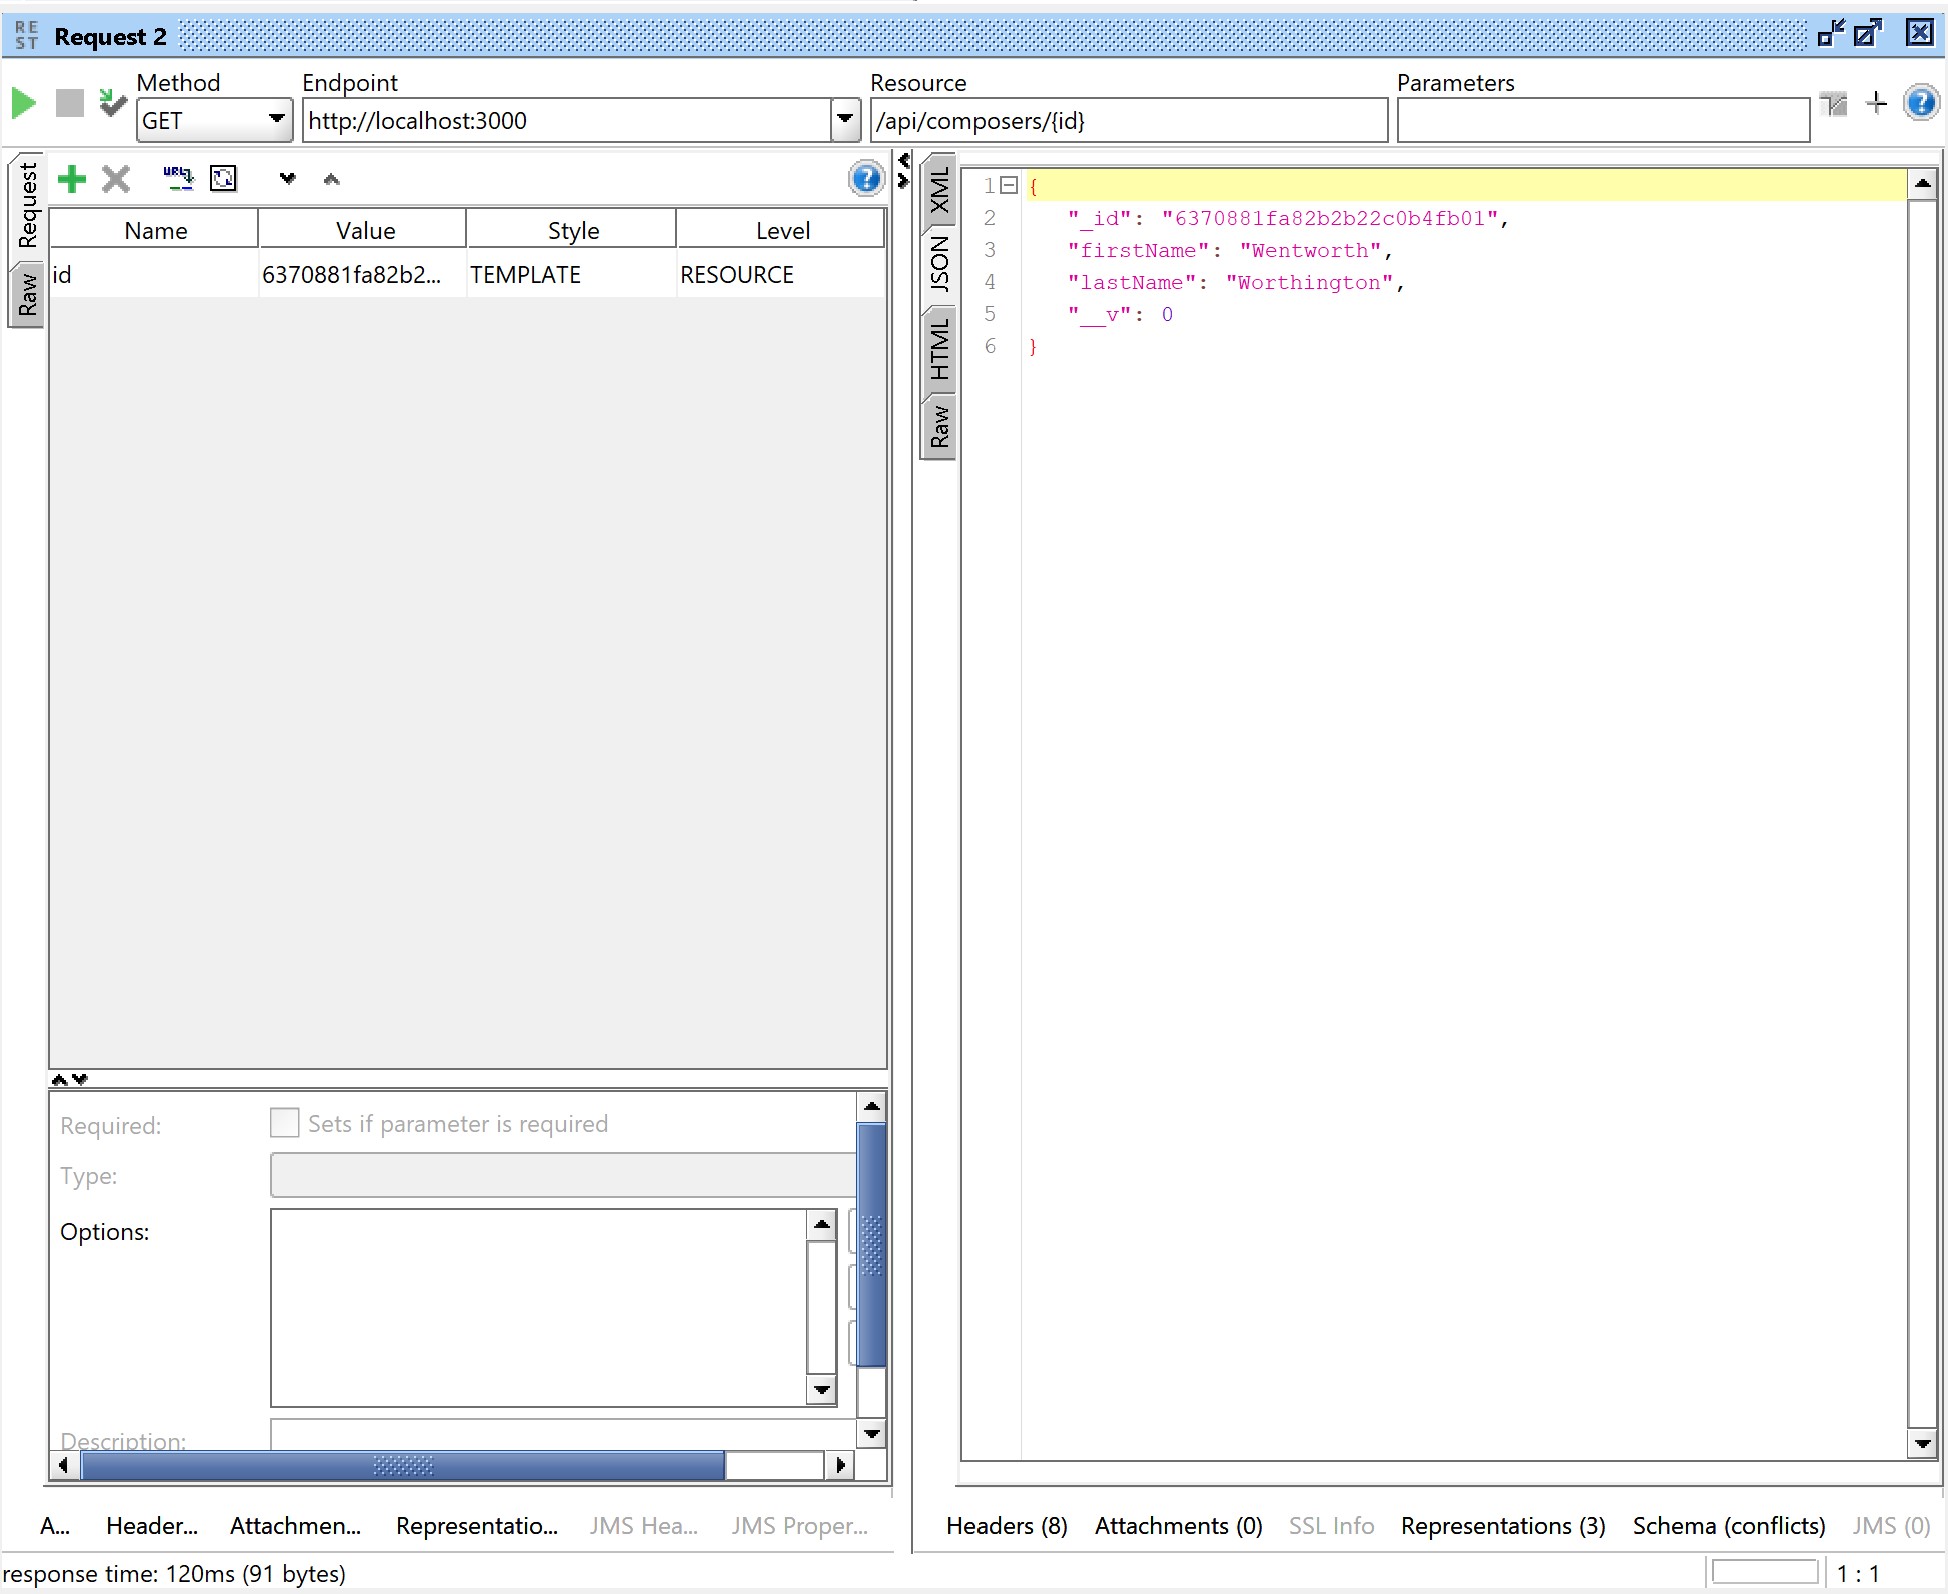 REST Request 2
Method
Endpoint
Resource
Parameters
GET
http://localhost:3000
/api/composers/{id}
Request
Raw
URL
Name Value Style Level
id 6370881fa82b2... TEMPLATE RESOURCE
Required: Sets if parameter is required
Type:
Options:
Description:
A... Header... Attachmen... Representatio... JMS Hea... JMS Proper...
XML
JSON
HTML
Raw
1 {
2 "_id": "6370881fa82b2b22c0b4fb01",
3 "firstName": "Wentworth",
4 "lastName": "Worthington",
5 "__v": 0
6 }
Headers (8) Attachments (0) SSL Info Representations (3) Schema (conflicts) JMS (0)
response time: 120ms (91 bytes)
1 : 1